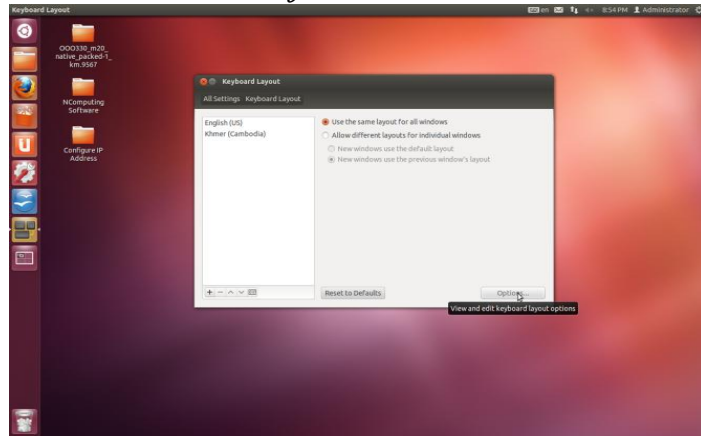 Keyboard Layout
en
8:54 PM
Administrator
OOO330_m20_
native_packed-1_
km.9567
NComputing
Software
Configure IP
Address
Keyboard Layout
All Settings
Keyboard Layout
English (US)
Khmer (Cambodia)
Use the same layout for all windows
Allow different layouts for individual windows
New windows use the default layout
New windows use the previous window's layout
Reset to Defaults
Options...
View and edit keyboard layout options